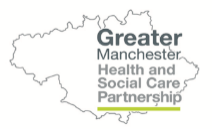 Greater
Manchester
Health and
Social Care
Partnership